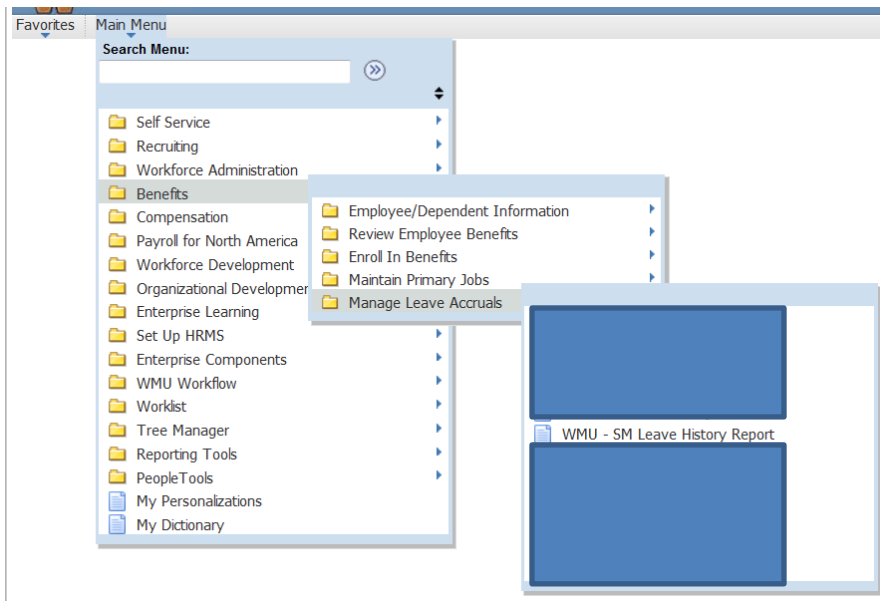 Favorites Main Menu
Search Menu:
Self Service
Recruiting
Workforce Administration
Benefits
Compensation
Payroll for North America
Workforce Development
Organizational Developmen
Enterprise Learning
Set Up HRMS
Enterprise Components
WMU Workflow
Worklist
Tree Manager
Reporting Tools
PeopleTools
My Personalizations
My Dictionary
Employee/Dependent Information
Review Employee Benefits
Enroll In Benefits
Maintain Primary Jobs
Manage Leave Accruals
WMU - SM Leave History Report